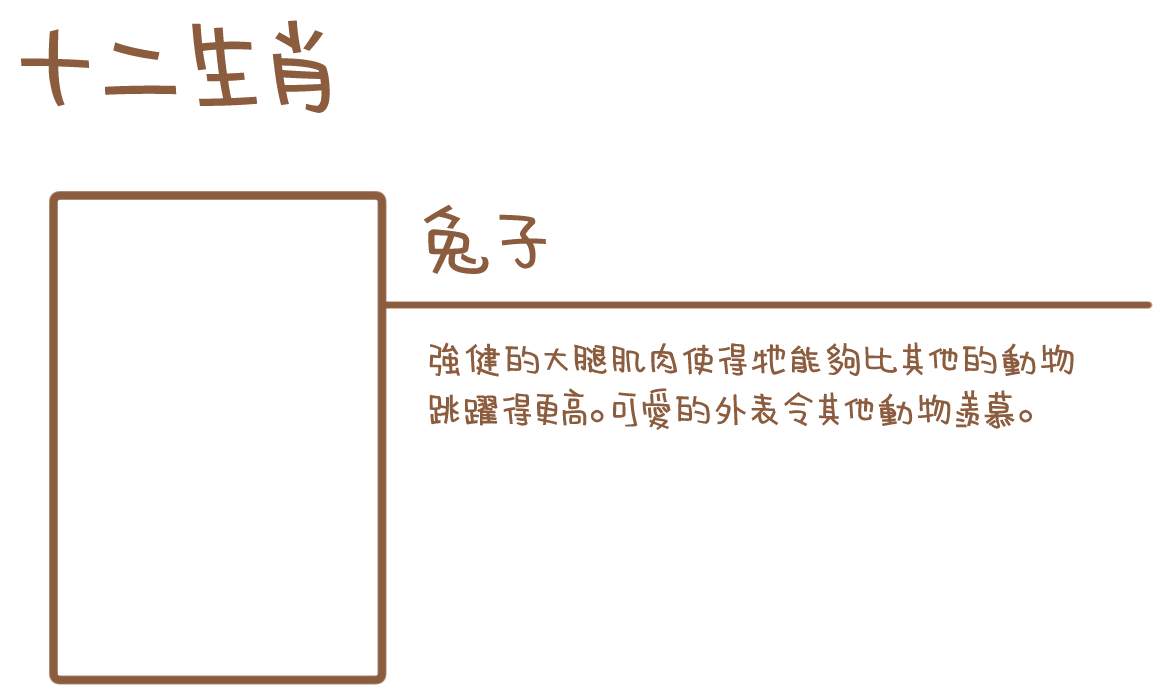 十二生肖
兔子
強健的大腿肌肉使得牠能夠比其他的動物
跳躍得更高。可愛的外表令其他動物羨慕。